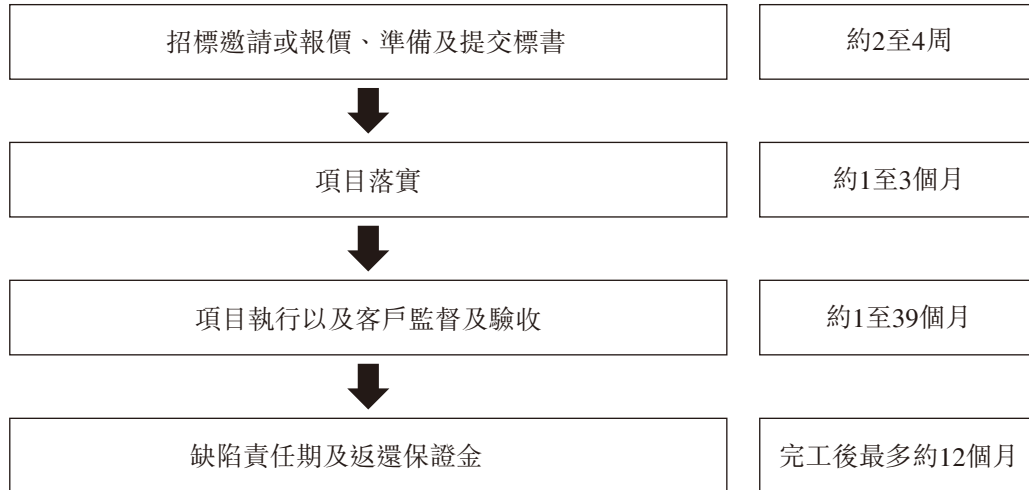 招標邀請或報價、準備及提交標書
約2至4周
項目落實
約1至3個月
項目執行以及客戶監督及驗收
約1至39個月
缺陷責任期及返還保證金
完工後最多約12個月